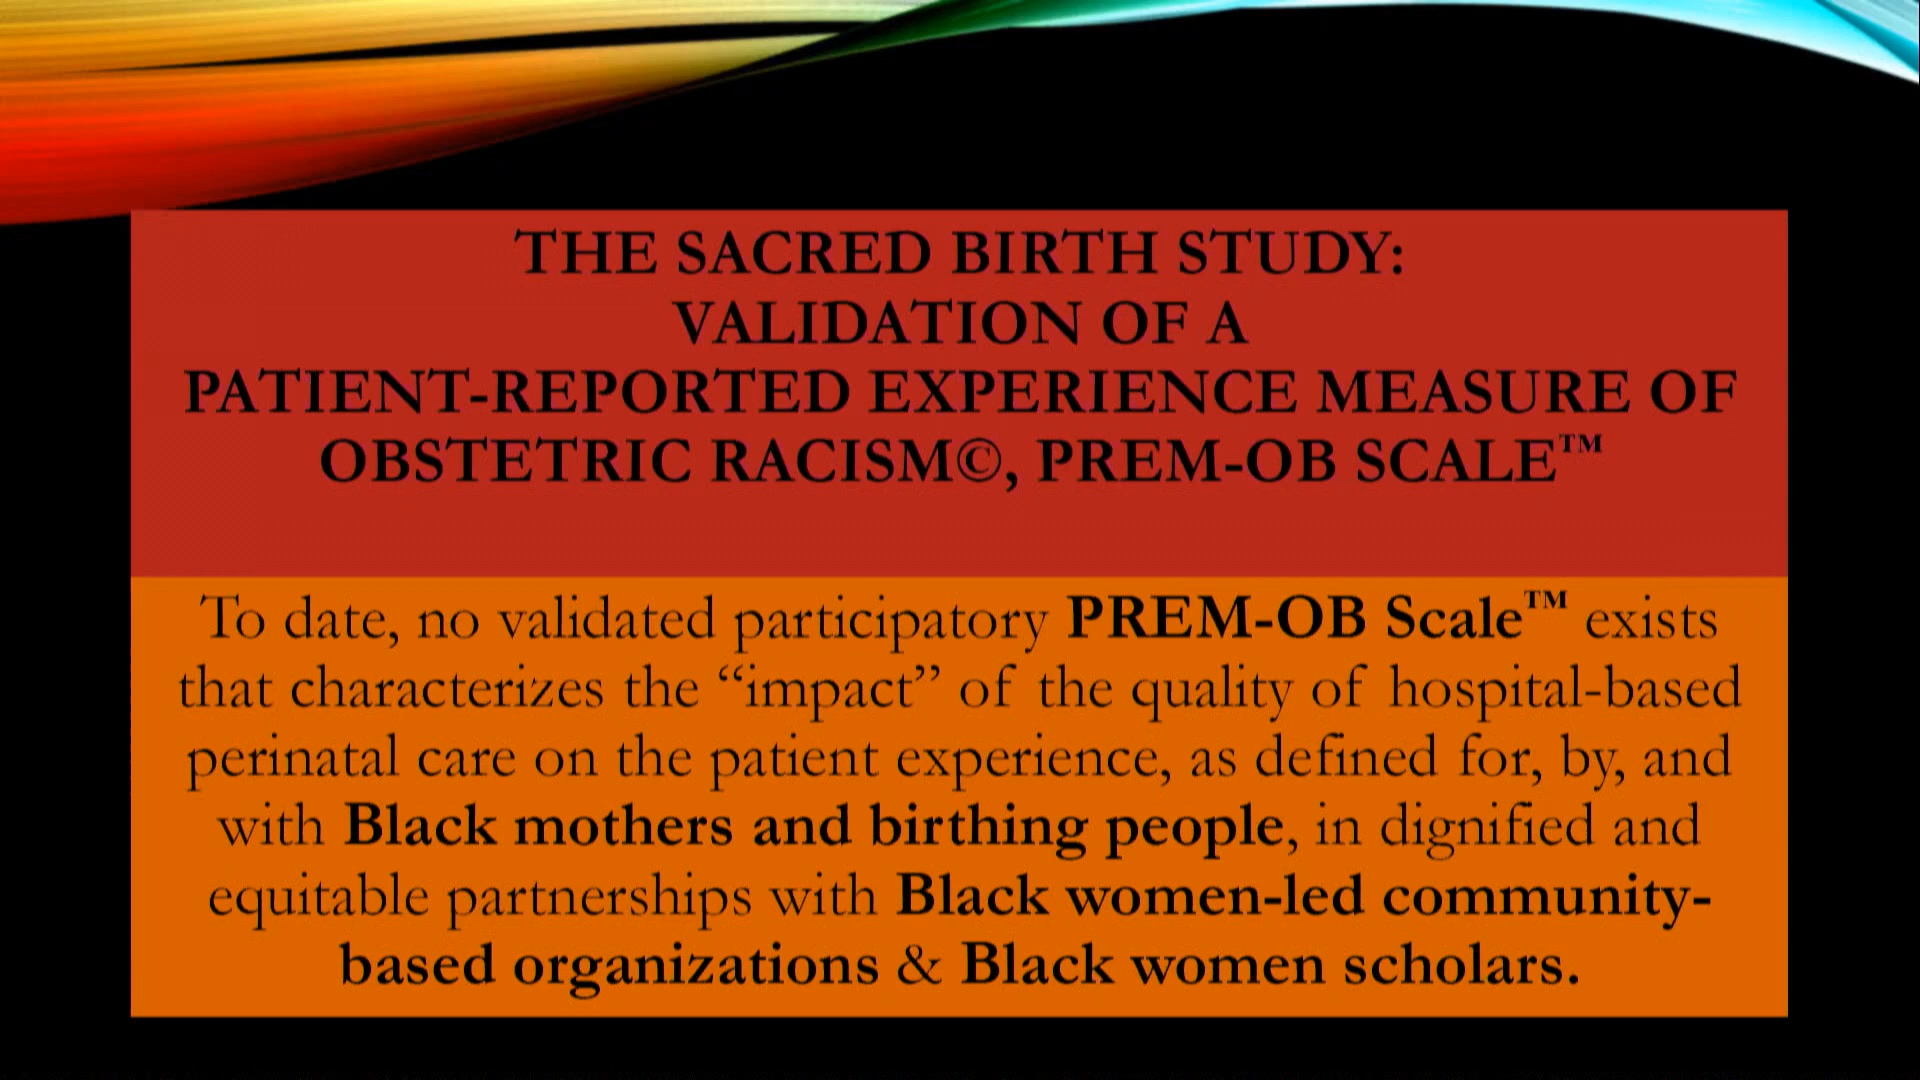 THE SACRED BIRTH STUDY:
VALIDATION OF A
PATIENT-REPORTED EXPERIENCE MEASURE OF
OBSTETRIC RACISM©, PREM-OB SCALE™
To date, no validated participatory PREM-OB Scale™ exists
that characterizes the “impact” of the quality of hospital-based
perinatal care on the patient experience, as defined for, by, and
with Black mothers and birthing people, in dignified and
equitable partnerships with Black women-led community-
based organizations & Black women scholars.